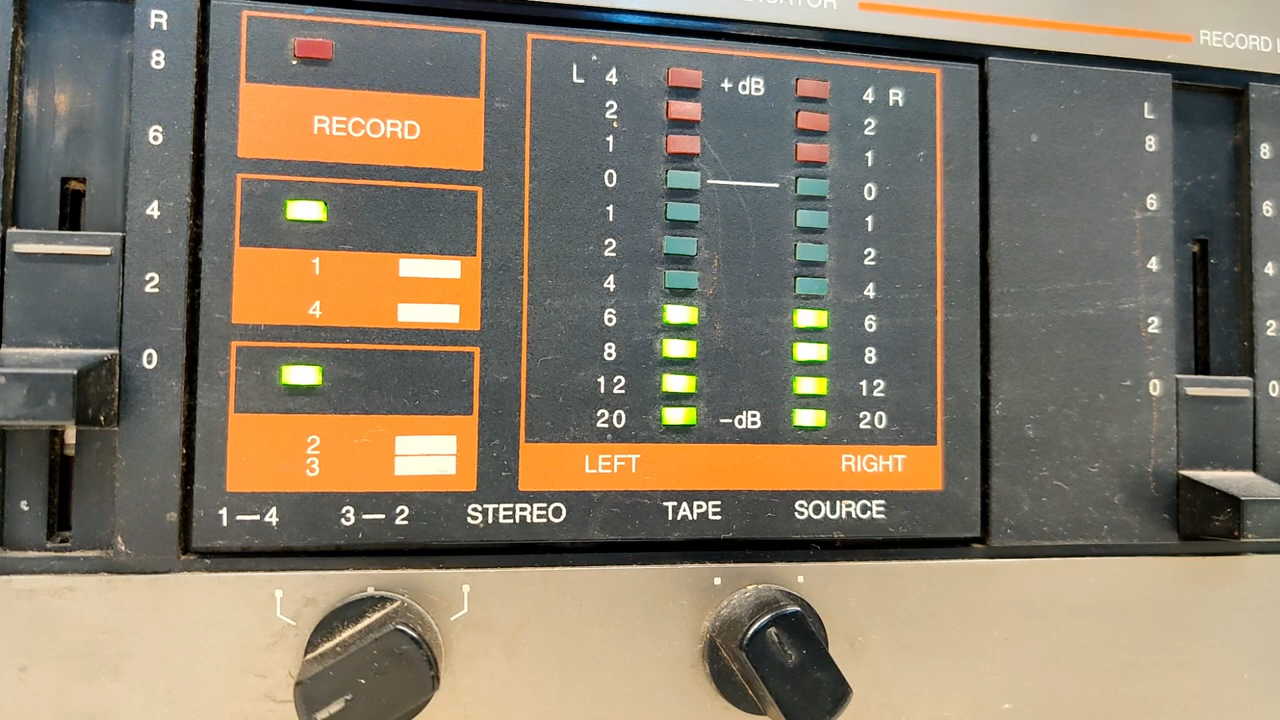 RECORD
R
8
6
4
2
0
RECORD
1
4
2
3
L 4 +dB 4 R
2 2
1 1
0 0
1 1
2 2
4 4
6 6
8 8
12 12
20 -dB 20
LEFT RIGHT
1-4 3-2 STEREO TAPE SOURCE
L
8 8
6 6
4 4
2 2
0 0